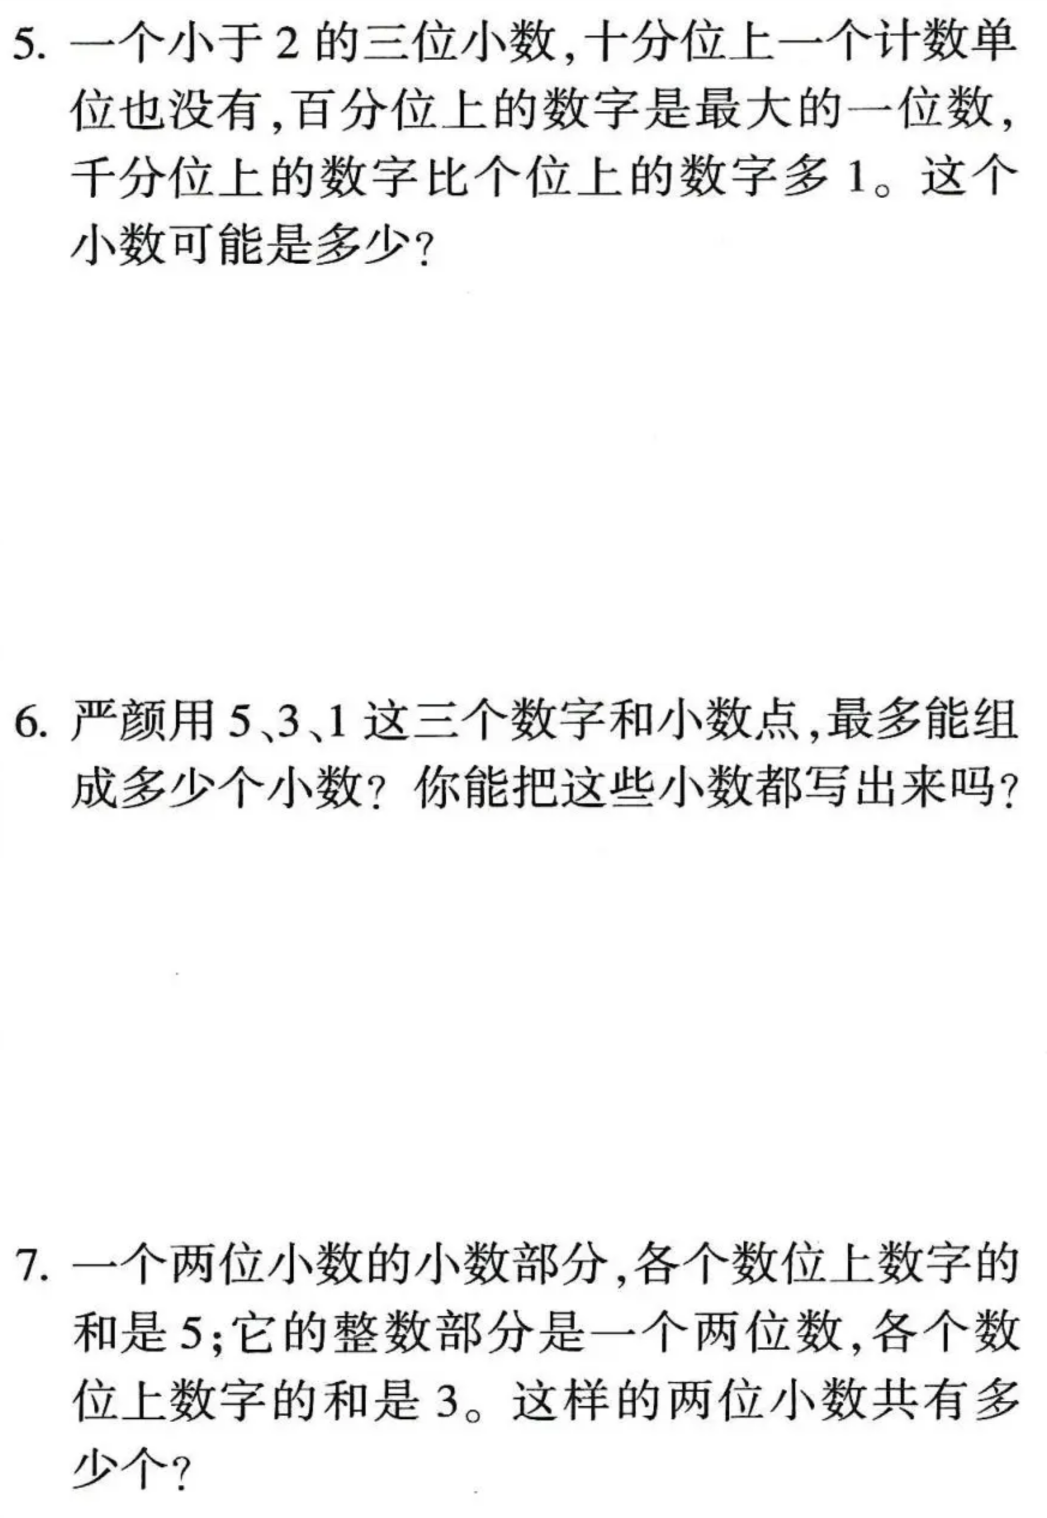 5. 一个小于 2 的三位小数,十分位上一个计数单
位也没有,百分位上的数字是最大的一位数,
千分位上的数字比个位上的数字多 1。这个
小数可能是多少?
6. 严颜用 5、3、1 这三个数字和小数点,最多能组
成多少个小数? 你能把这些小数都写出来吗?
7. 一个两位小数的小数部分,各个数位上数字的
和是 5;它的整数部分是一个两位数,各个数
位上数字的和是 3。这样的两位小数共有多
少个?